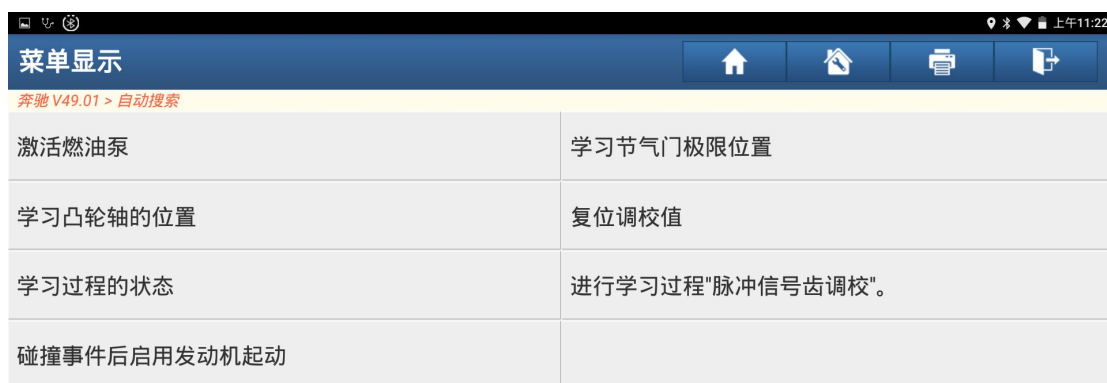 上午11:22
菜单显示
奔驰 V49.01 > 自动搜索
激活燃油泵
学习节气门极限位置
学习凸轮轴的位置
复位调校值
学习过程的状态
进行学习过程"脉冲信号齿调校"。
碰撞事件后启用发动机起动